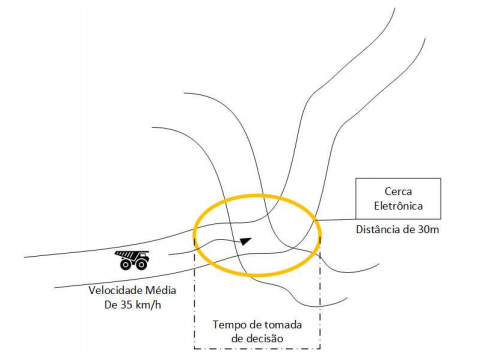 Cerca
Eletrônica
Distância de 30m
Velocidade Média
De 35 km/h
Tempo de tomada
de decisão